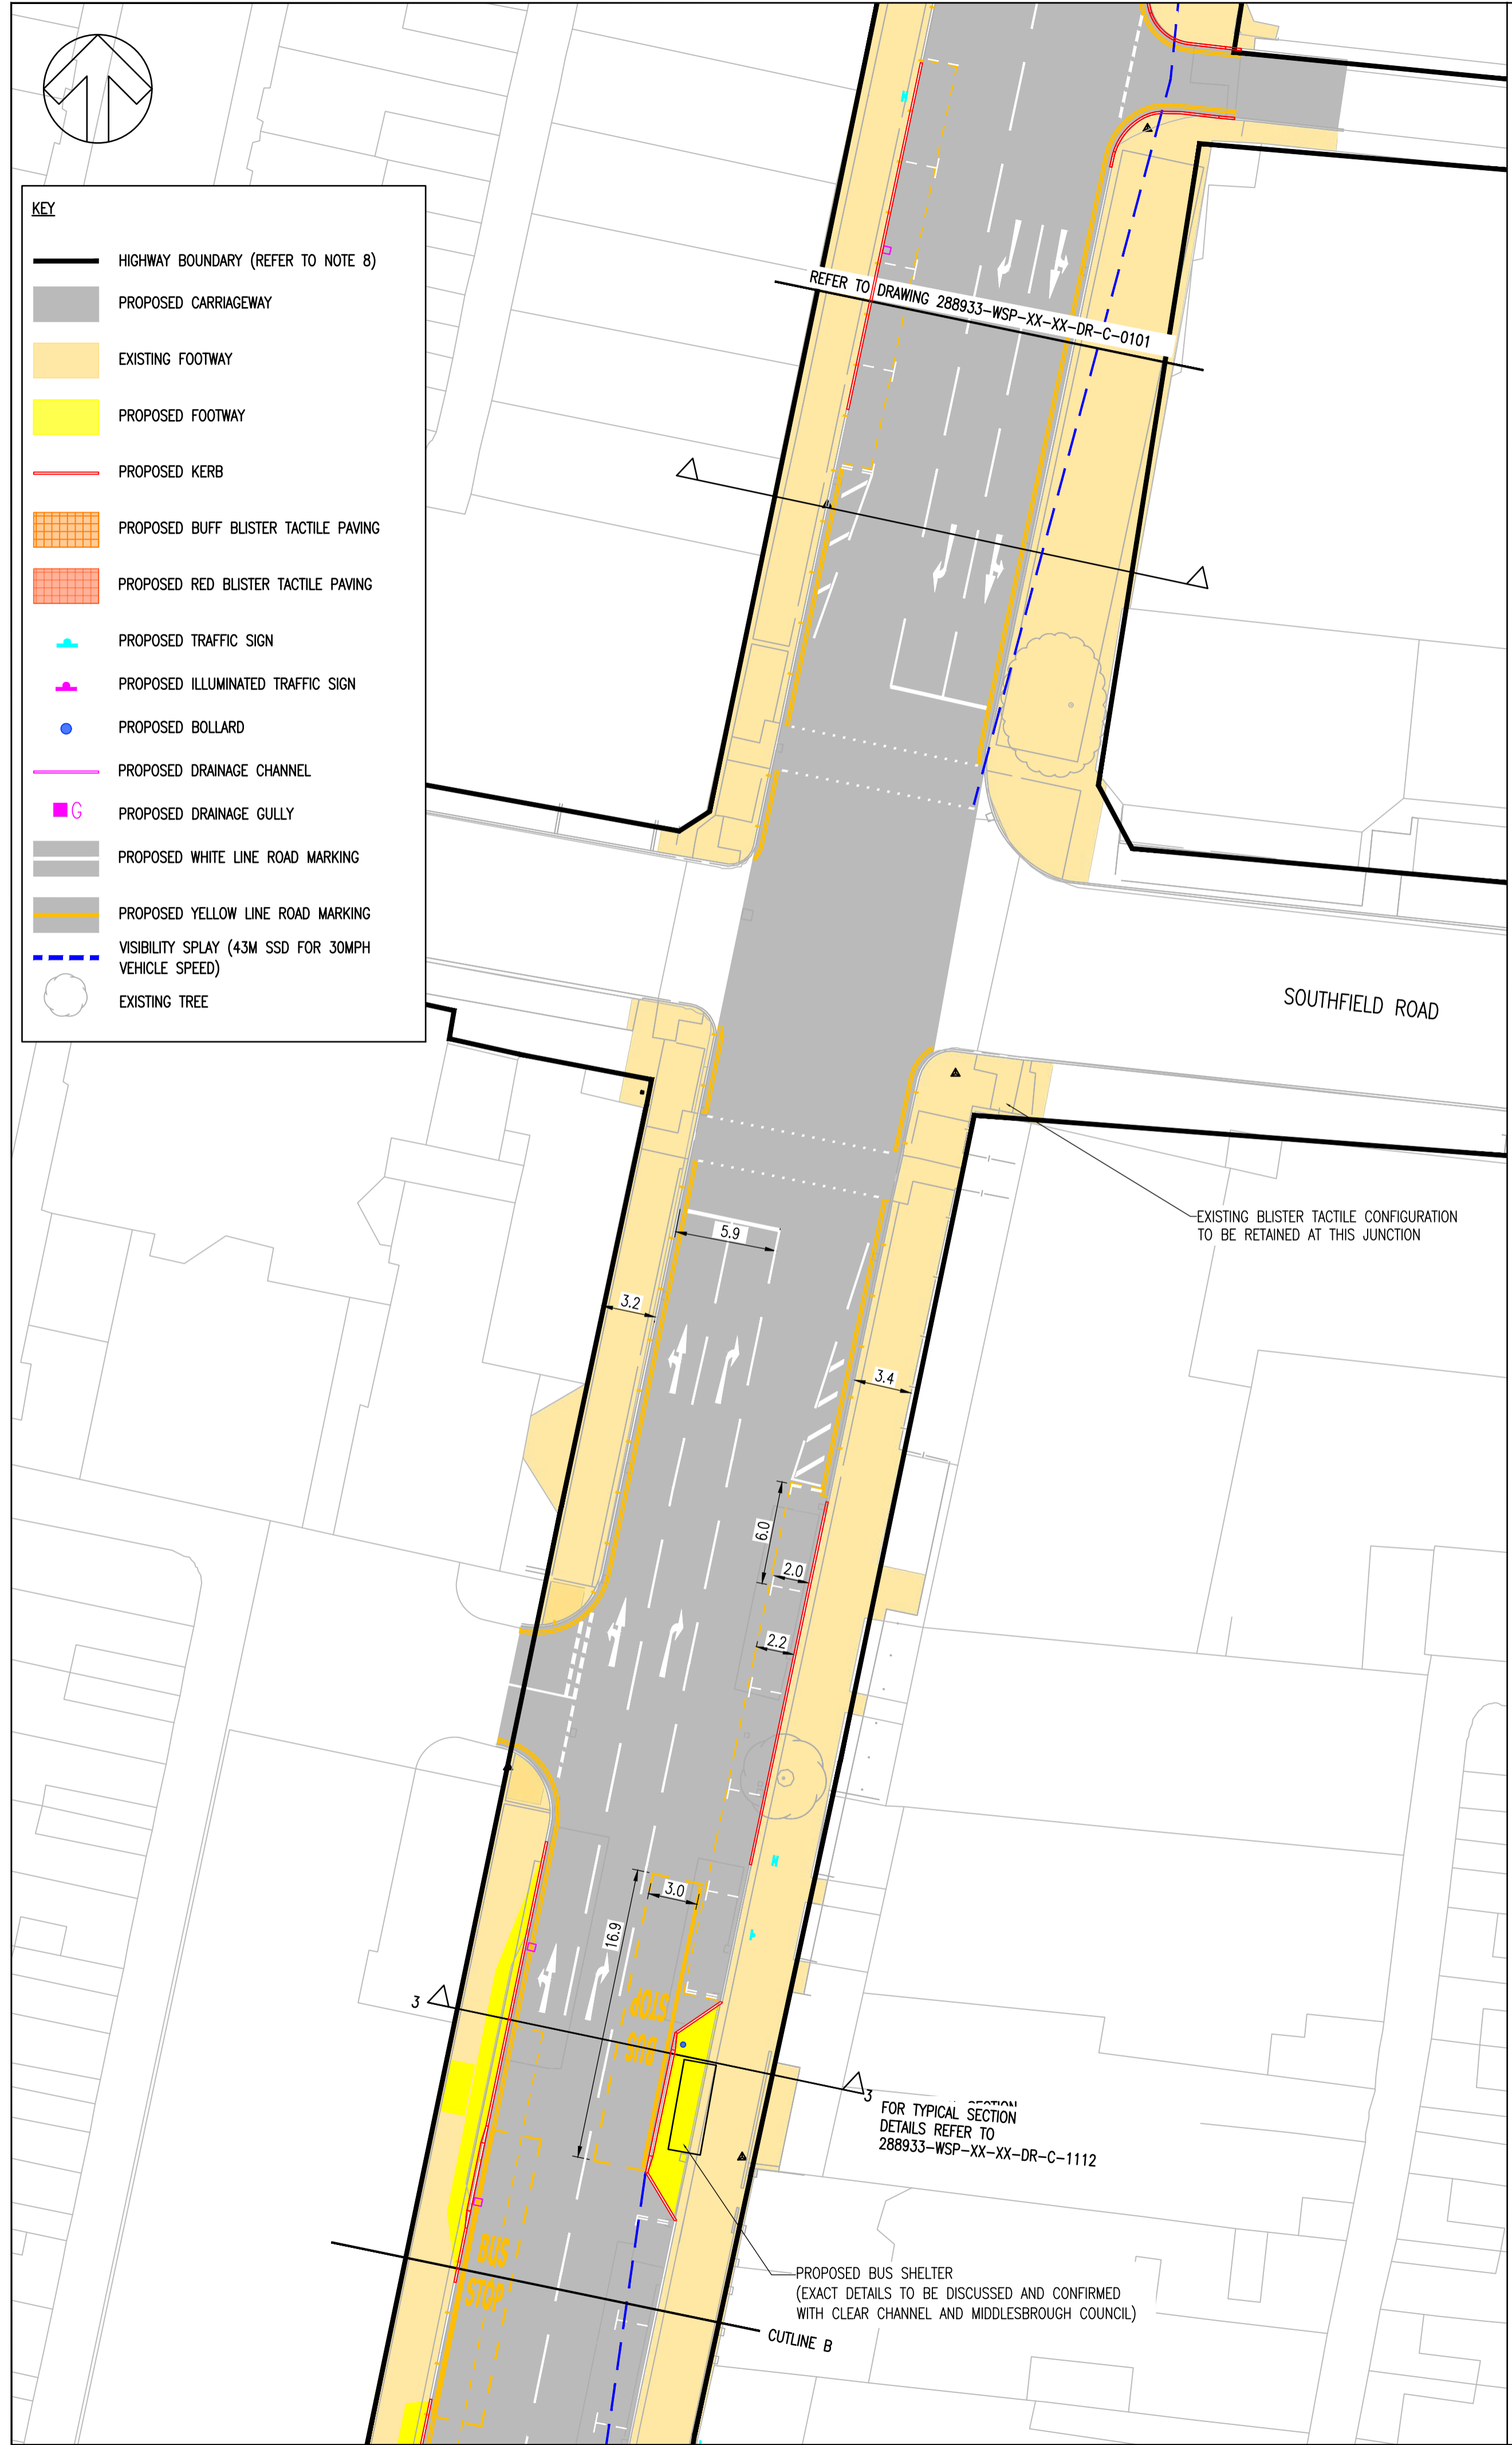 KEY
HIGHWAY BOUNDARY (REFER TO NOTE 8)
PROPOSED CARRIAGEWAY
EXISTING FOOTWAY
PROPOSED FOOTWAY
PROPOSED KERB
PROPOSED BUFF BLISTER TACTILE PAVING
PROPOSED RED BLISTER TACTILE PAVING
PROPOSED TRAFFIC SIGN
PROPOSED ILLUMINATED TRAFFIC SIGN
PROPOSED BOLLARD
PROPOSED DRAINAGE CHANNEL
G
PROPOSED DRAINAGE GULLY
PROPOSED WHITE LINE ROAD MARKING
PROPOSED YELLOW LINE ROAD MARKING
VISIBILITY SPLAY (43M SSD FOR 30MPH
VEHICLE SPEED)
EXISTING TREE
REFER TO DRAWING 288933-WSP-XX-XX-DR-C-0101
SOUTHFIELD ROAD
EXISTING BLISTER TACTILE CONFIGURATION
TO BE RETAINED AT THIS JUNCTION
5.9
3.2
3.4
6.0
2.0
2.2
3.0
16.9
BUS
STOP
3
3
FOR TYPICAL SECTION
DETAILS REFER TO
288933-WSP-XX-XX-DR-C-1112
BUS
STOP
PROPOSED BUS SHELTER
(EXACT DETAILS TO BE DISCUSSED AND CONFIRMED
WITH CLEAR CHANNEL AND MIDDLESBROUGH COUNCIL)
CUTLINE B